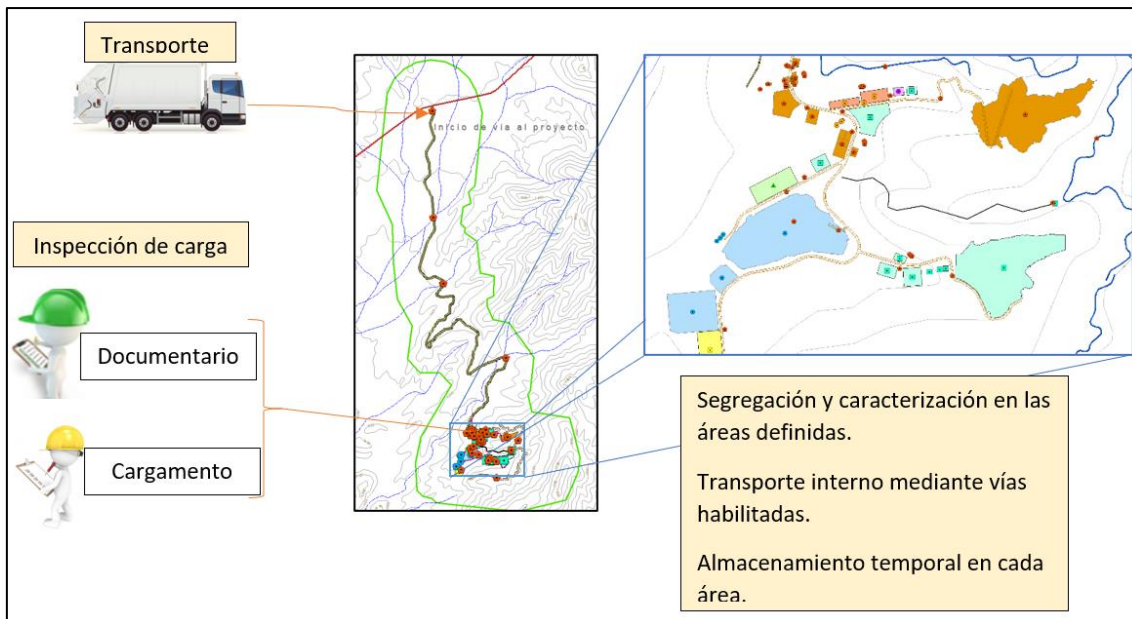 Transporte
Inicio de vía al proyecto
Inspección de carga
Documentario
Cargamento
Segregación y caracterización en las
áreas definidas.
Transporte interno mediante vías
habilitadas.
Almacenamiento temporal en cada
área.